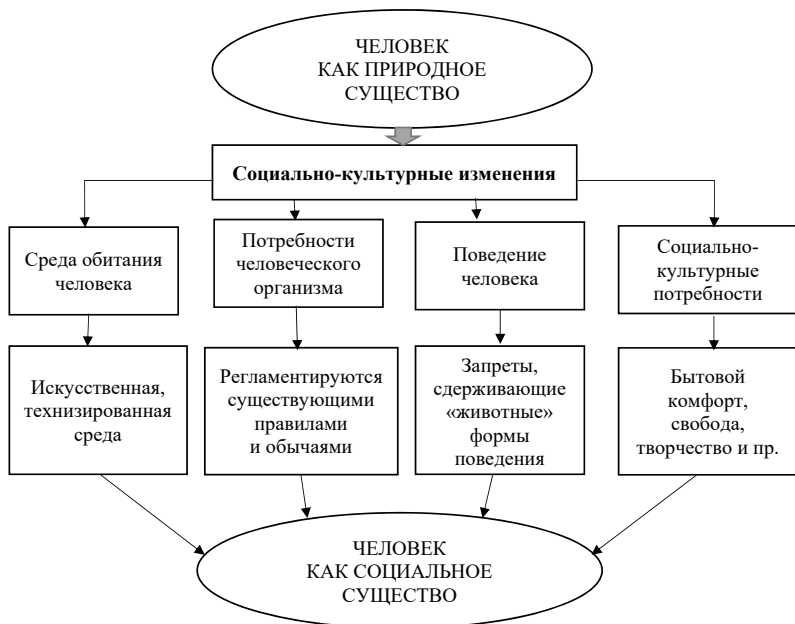 ЧЕЛОВЕК
КАК ПРИРОДНОЕ
СУЩЕСТВО
Социально-культурные изменения
Среда обитания
человека
Потребности
человеческого
организма
Поведение
человека
Социально-
культурные
потребности
Искусственная,
технизированная
среда
Регламентируются
существующими
правилами
и обычаями
Запреты,
сдерживающие
«животные»
формы
поведения
Бытовой
комфорт,
свобода,
творчество и пр.
ЧЕЛОВЕК
КАК СОЦИАЛЬНОЕ
СУЩЕСТВО